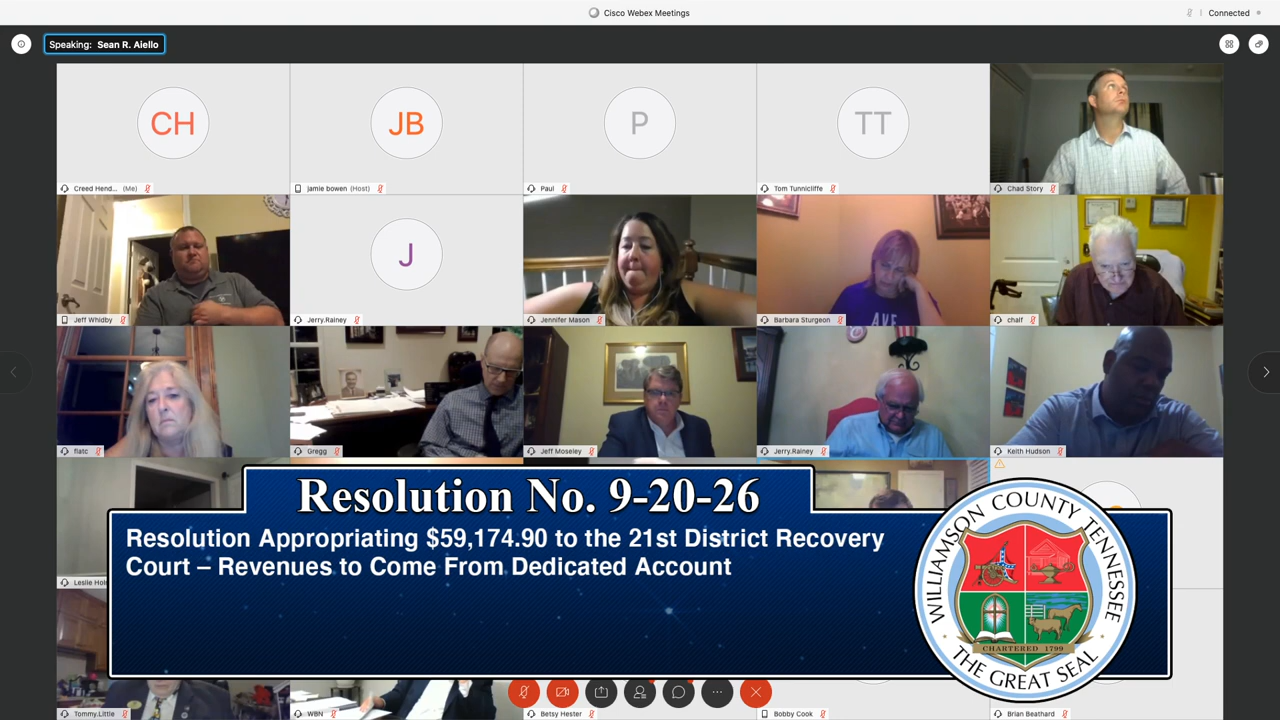 Cisco Webex Meetings
Connected
Speaking: Sean R. Aiello
CH
JB
P
TT
Creed Hend... (Me)
jamie bowen (Host)
Paul
Tom Tunnicliffe
Chad Story
J
Jeff Whidby
Jerry.Rainey
Jennifer Mason
Barbara Sturgeon
chalf
AVE
flatc
Gregg
Jeff Moseley
Jerry.Rainey
Keith Hudson
Resolution No. 9-20-26
Resolution Appropriating $59,174.90 to the 21st District Recovery
Court – Revenues to Come From Dedicated Account
WILLIAMSON COUNTY TENNESSEE
CHARTERED 1799
THE GREAT SEAL
Leslie
Tommy.Little
WBN
Betsy Hester
Bobby Cook
Brian Beathard